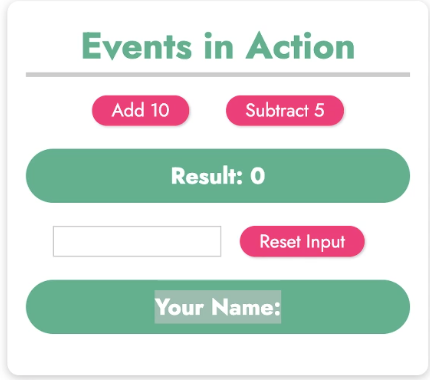 Events in Action
Add 10 Subtract 5
Result: 0
Reset Input
Your Name: